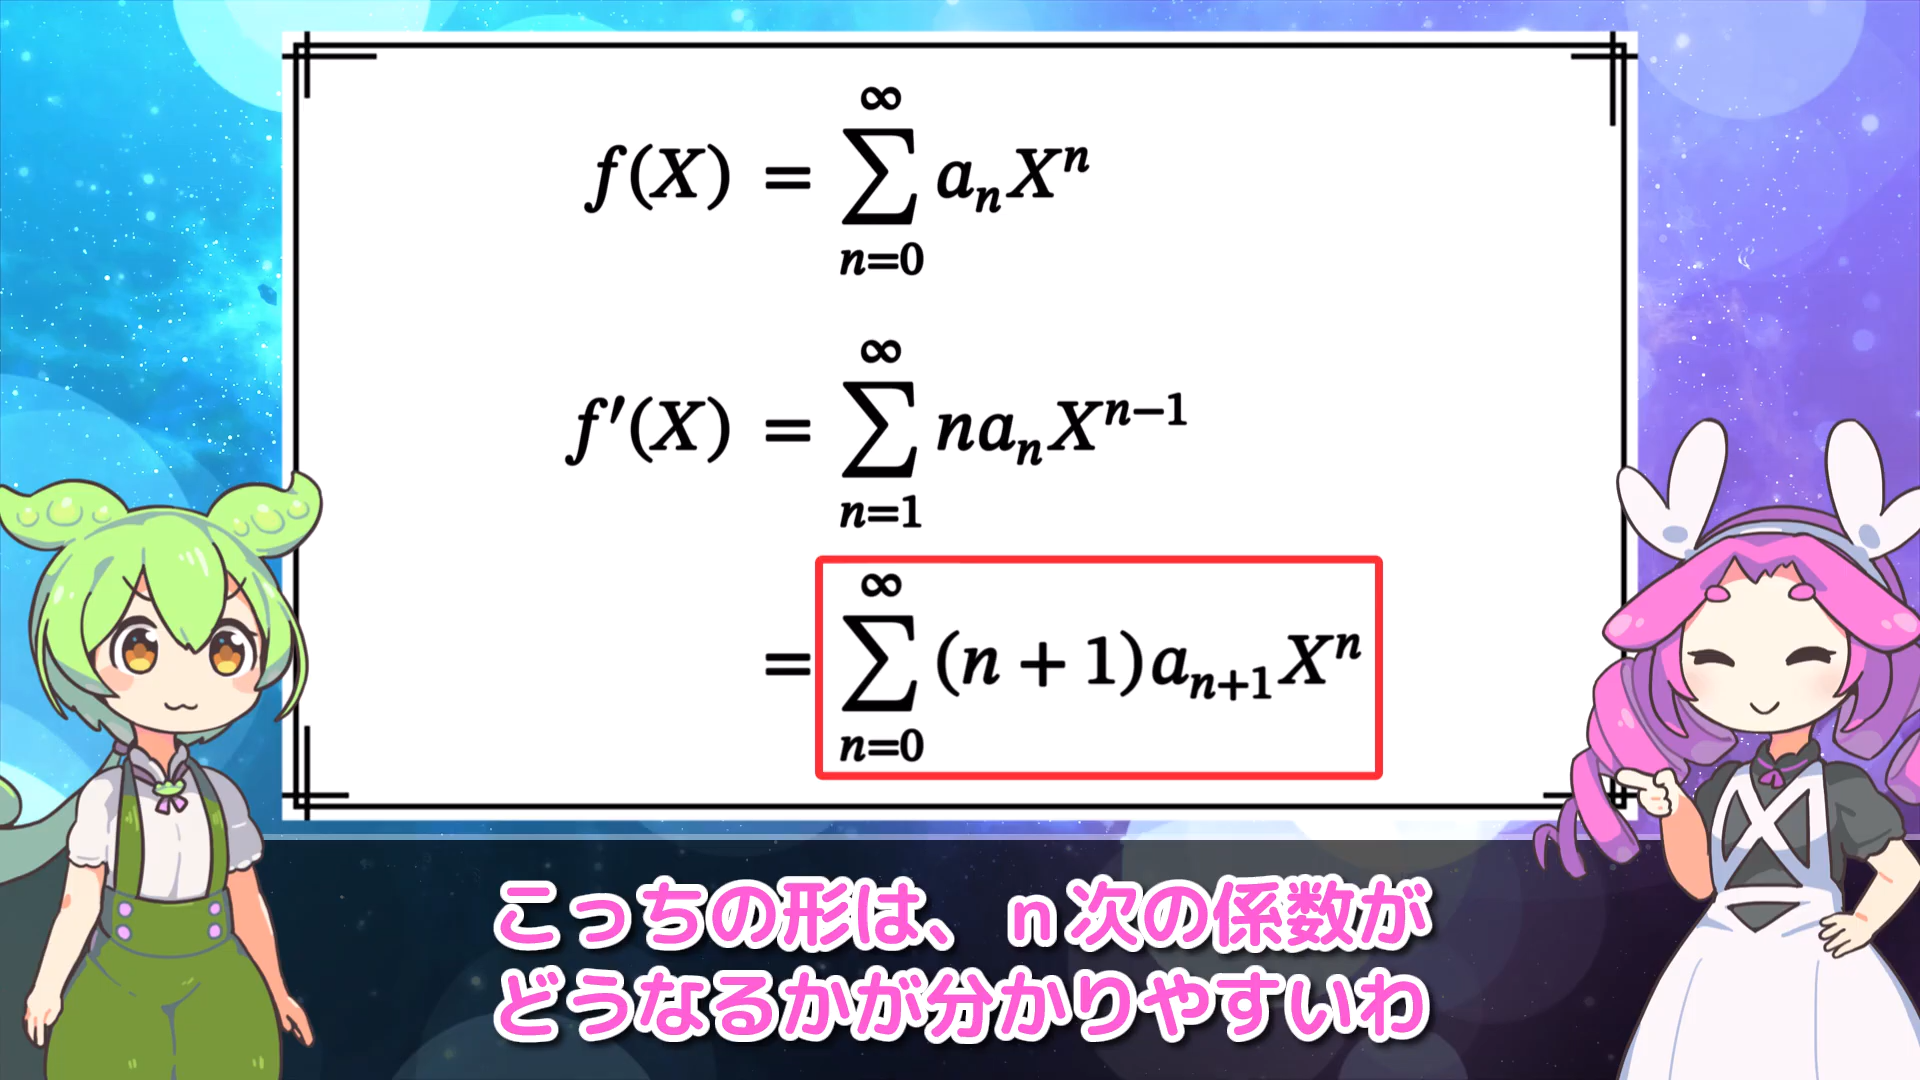 f(X) = ∑_{n=0}^{∞} a_n X^n
f′(X) = ∑_{n=1}^{∞} na_n X^{n−1}
= ∑_{n=0}^{∞} (n + 1)a_{n+1} X^n
こっちの形は、n次の係数が
どうなるかが分かりやすいわ